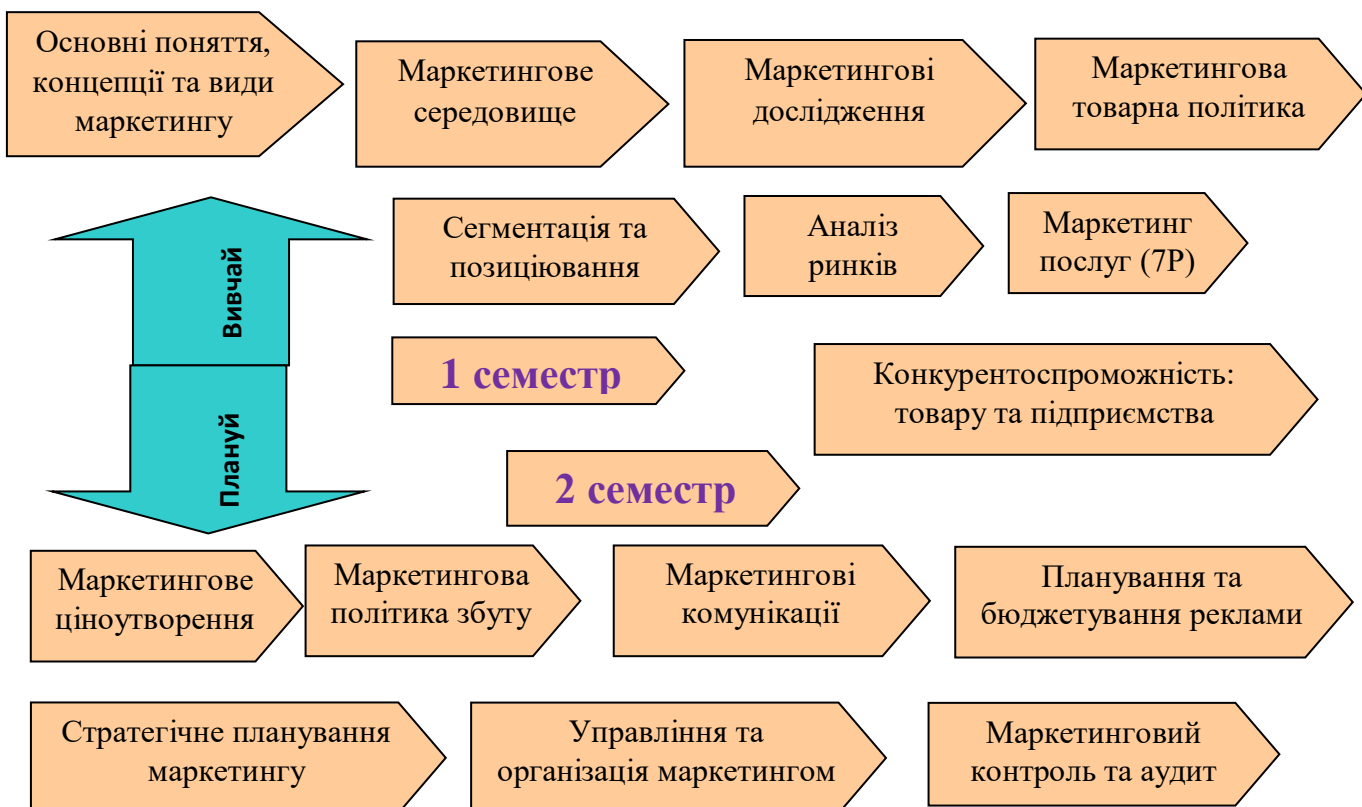 Основні поняття,
концепції та види
маркетингу
Маркетингове
середовище
Маркетингові
дослідження
Маркетингова
товарна політика
Вивчай
Сегментація та
позиціювання
Аналіз
ринків
Маркетинг
послуг (7Р)
1 семестр
Конкурентоспроможність:
товару та підприємства
Плануй
2 семестр
Маркетингове
ціноутворення
Маркетингова
політика збуту
Маркетингові
комунікації
Планування та
бюджетування реклами
Стратегічне планування
маркетингу
Управління та
організація маркетингом
Маркетинговий
контроль та аудит